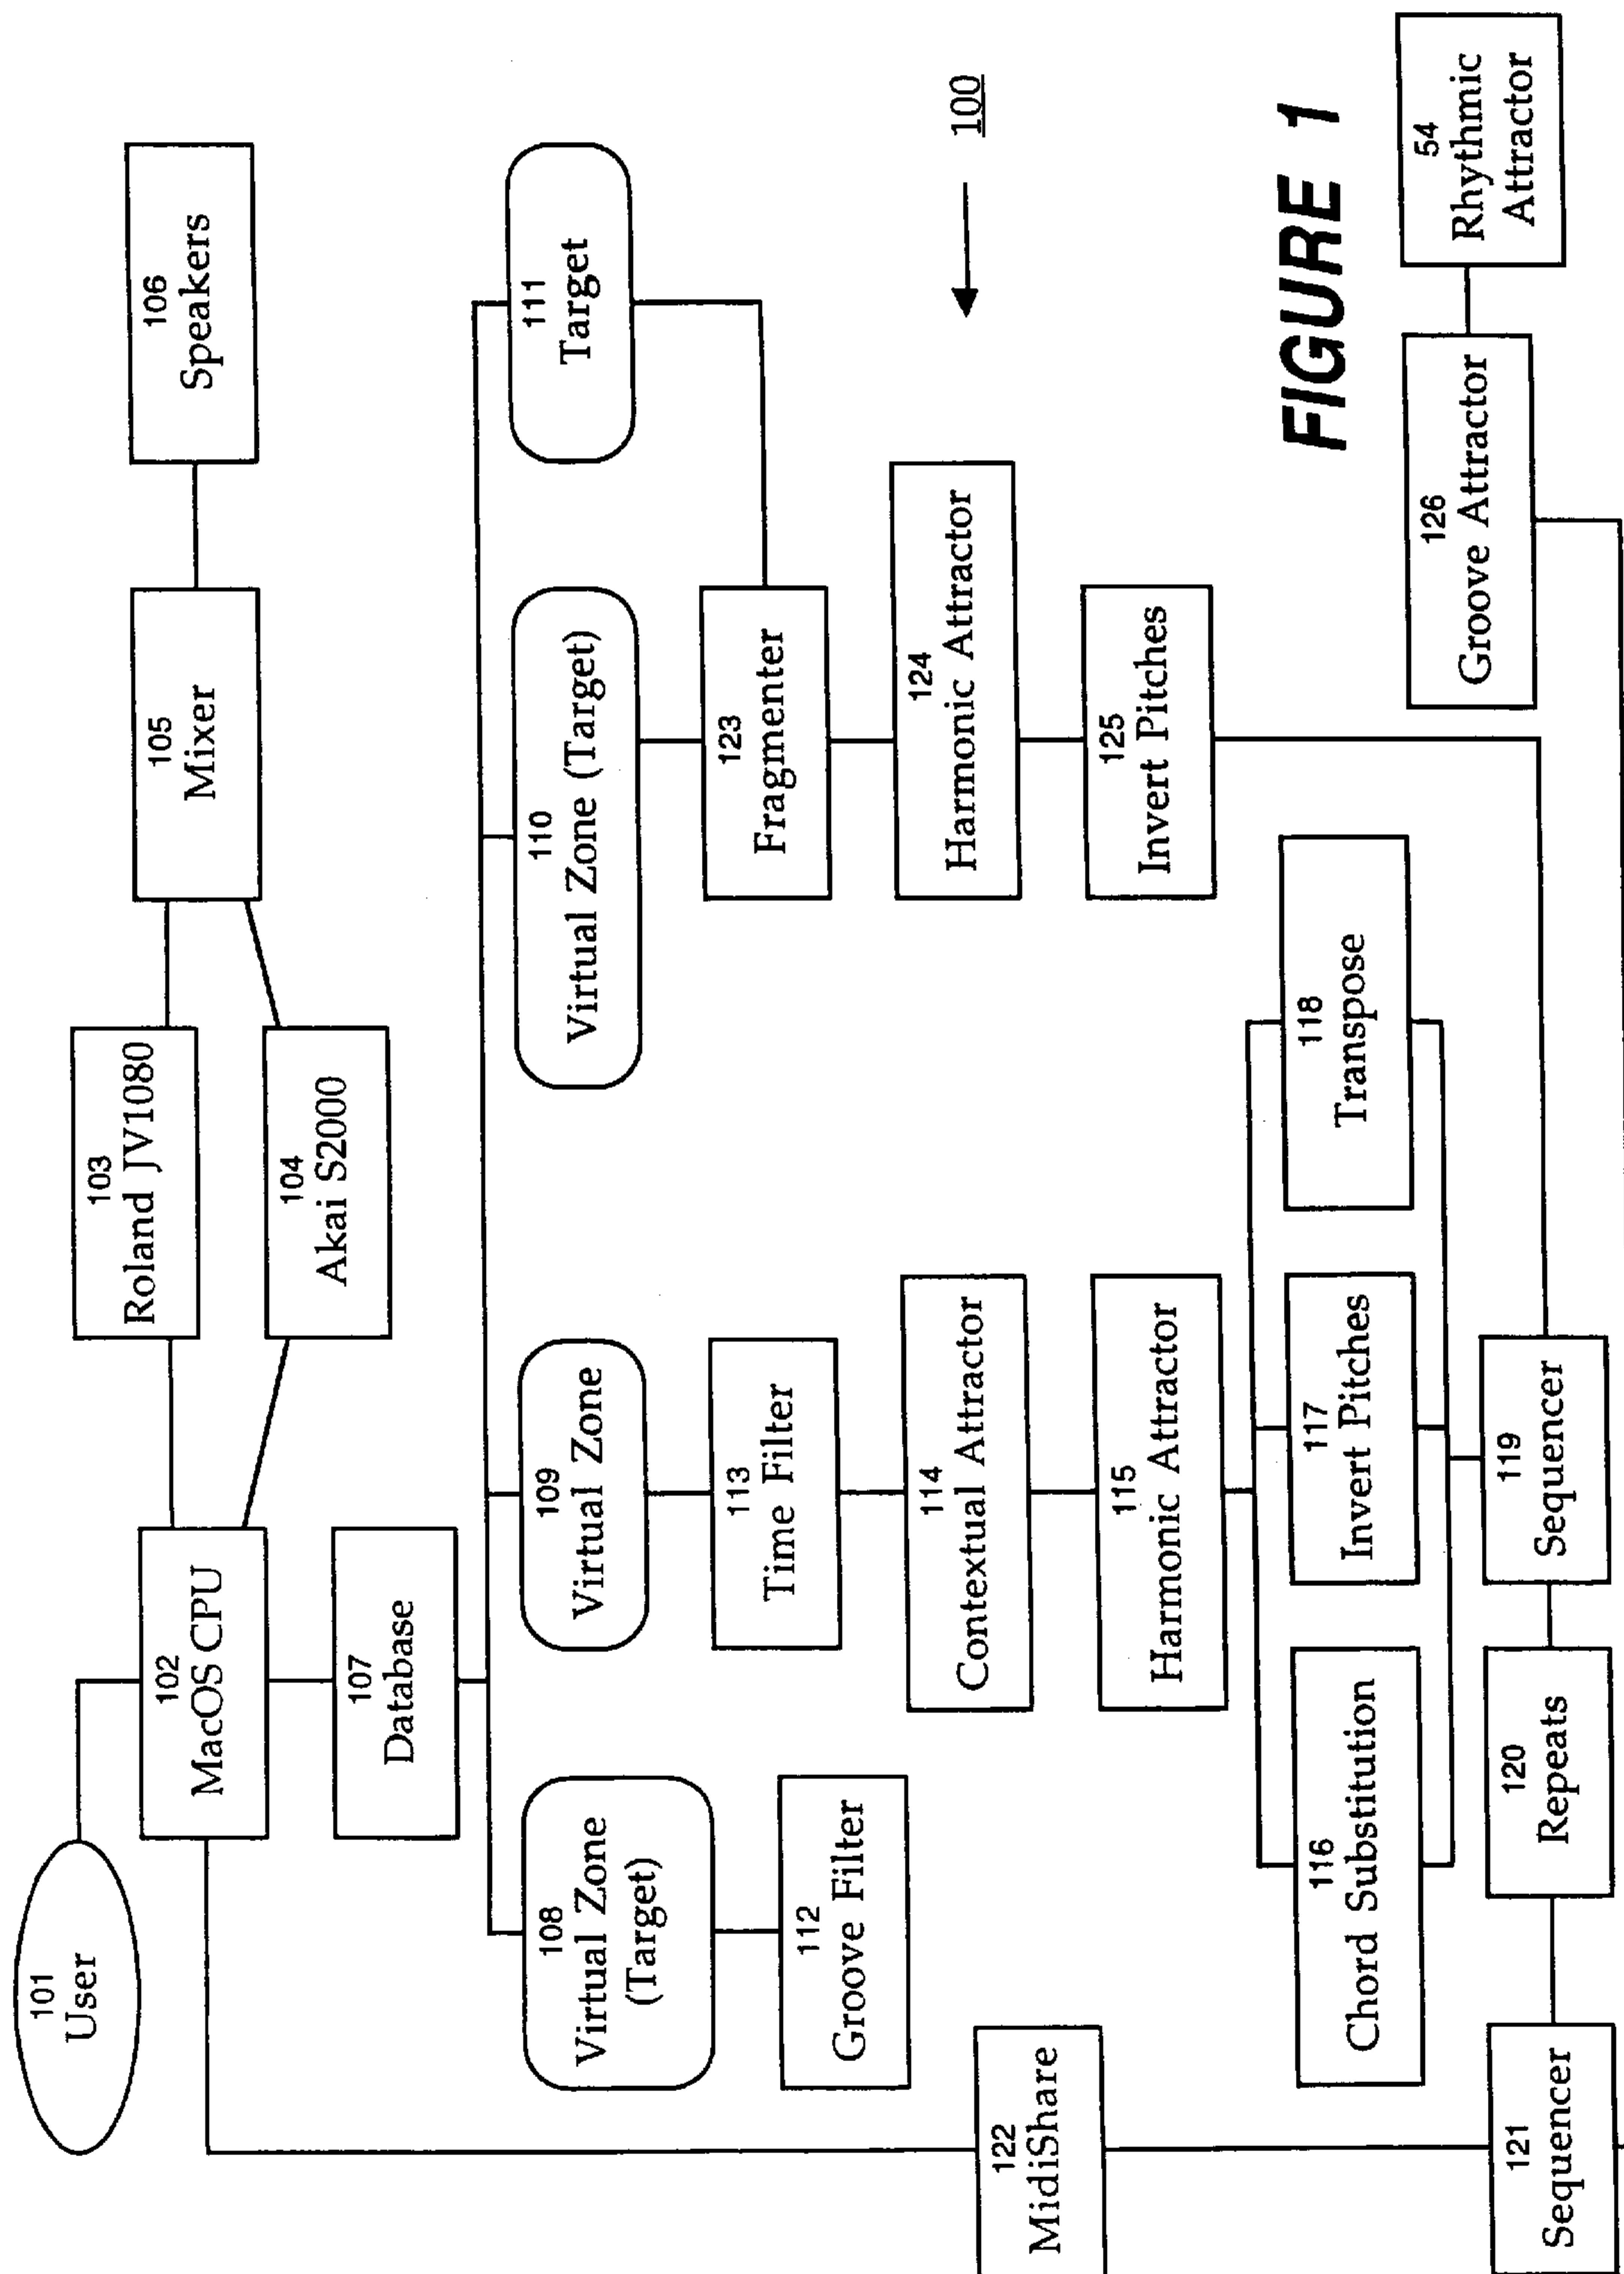 101
User
102
MacOS CPU
103
Roland JV1080
104
Akai S2000
105
Mixer
106
Speakers
107
Database
108
Virtual Zone
(Target)
109
Virtual Zone
110
Virtual Zone (Target)
111
Target
112
Groove Filter
113
Time Filter
123
Fragmenter
122
MidiShare
114
Contextual Attractor
124
Harmonic Attractor
100
115
Harmonic Attractor
125
Invert Pitches
116
Chord Substitution
117
Invert Pitches
118
Transpose
FIGURE 1
121
Sequencer
120
Repeats
119
Sequencer
126
Groove Attractor
54
Rhythmic
Attractor